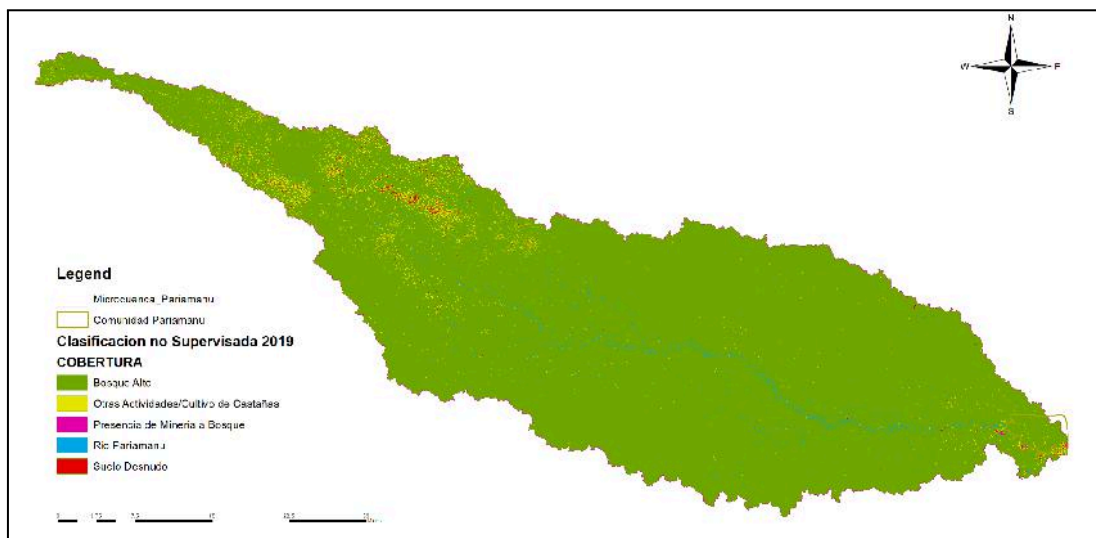 N
W E
S
Legend
Microcuenca_Pariamanu
Comunidad Pariamanu
Clasificacion no Supervisada 2019
COBERTURA
Bosque Alto
Otras Actividades/Cultivo de Castañas
Presencia de Mineria a Bosque
Rio Pariamanu
Suelo Desnudo